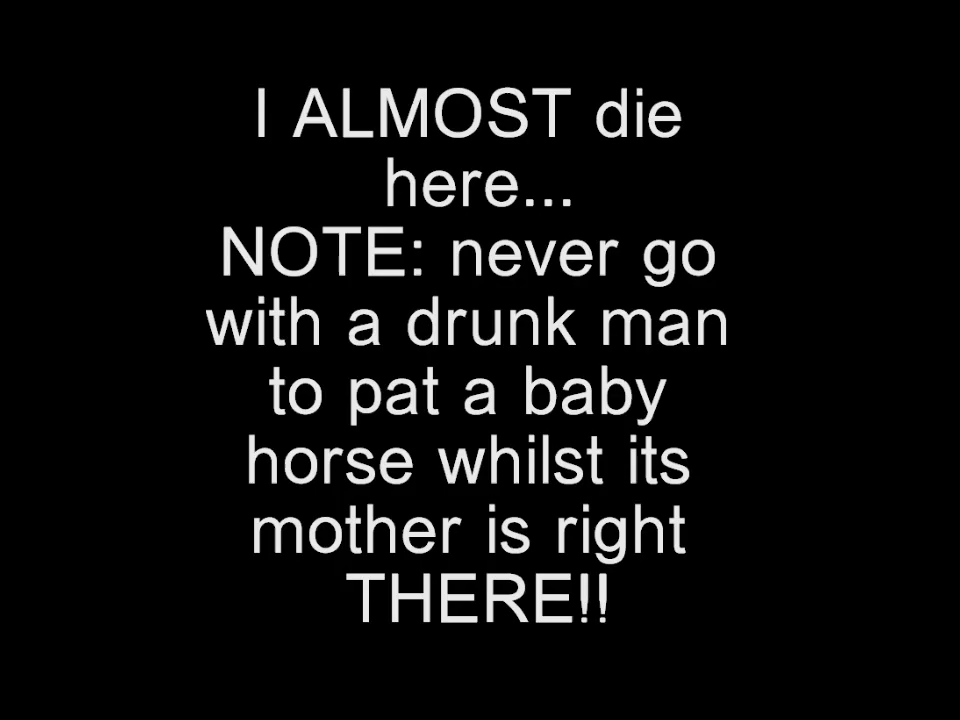 I ALMOST die
here...
NOTE: never go
with a drunk man
to pat a baby
horse whilst its
mother is right
THERE!!